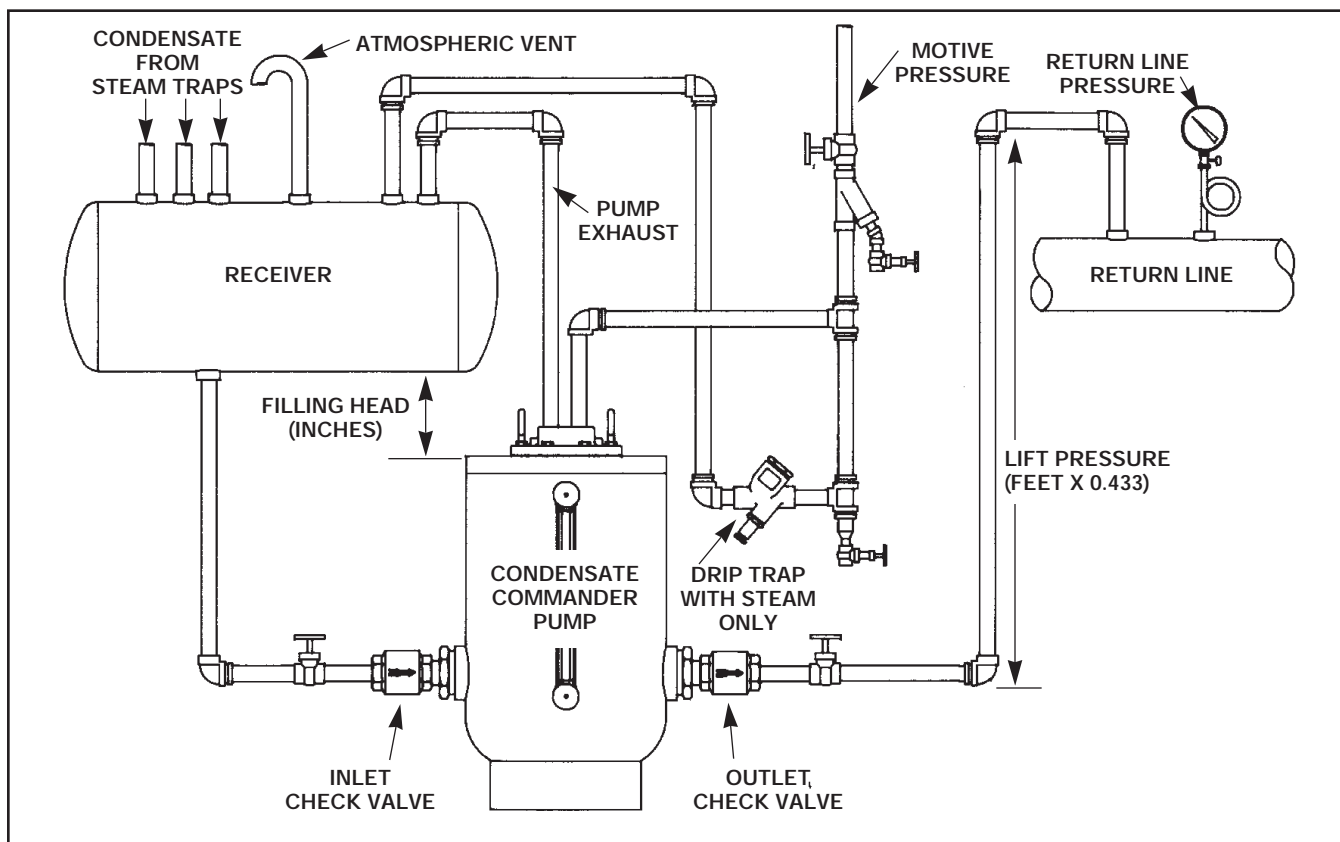 CONDENSATE
FROM
STEAM TRAPS
ATMOSPHERIC VENT
MOTIVE
PRESSURE
RETURN LINE
PRESSURE
PUMP
EXHAUST
RECEIVER
RETURN LINE
FILLING HEAD
(INCHES)
LIFT PRESSURE
(FEET X 0.433)
CONDENSATE
COMMANDER
PUMP
DRIP TRAP
WITH STEAM
ONLY
INLET
CHECK VALVE
OUTLET
CHECK VALVE